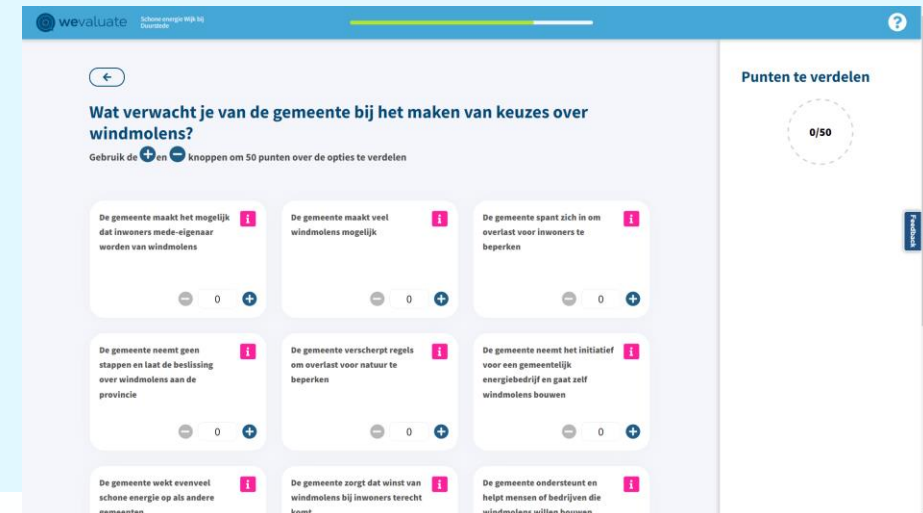 wevaluate
Schone energie Wijk bij
Duurstede
?
Wat verwacht je van de gemeente bij het maken van keuzes over
windmolens?
Gebruik de + en − knoppen om 50 punten over de opties te verdelen
Punten te verdelen
0/50
Feedback
De gemeente maakt het mogelijk
dat inwoners mede-eigenaar
worden van windmolens
i
0
De gemeente maakt veel
windmolens mogelijk
i
0
De gemeente spant zich in om
overlast voor inwoners te
beperken
i
0
De gemeente neemt geen
stappen en laat de beslissing
over windmolens aan de
provincie
i
0
De gemeente verscherpt regels
om overlast voor natuur te
beperken
i
0
De gemeente neemt het initiatief
voor een gemeentelijk
energiebedrijf en gaat zelf
windmolens bouwen
i
0
De gemeente wekt evenveel
schone energie op als andere
gemeenten
i
De gemeente zorgt dat winst van
windmolens bij inwoners terecht
komt
i
De gemeente ondersteunt en
helpt mensen of bedrijven die
windmolens willen bouwen
i